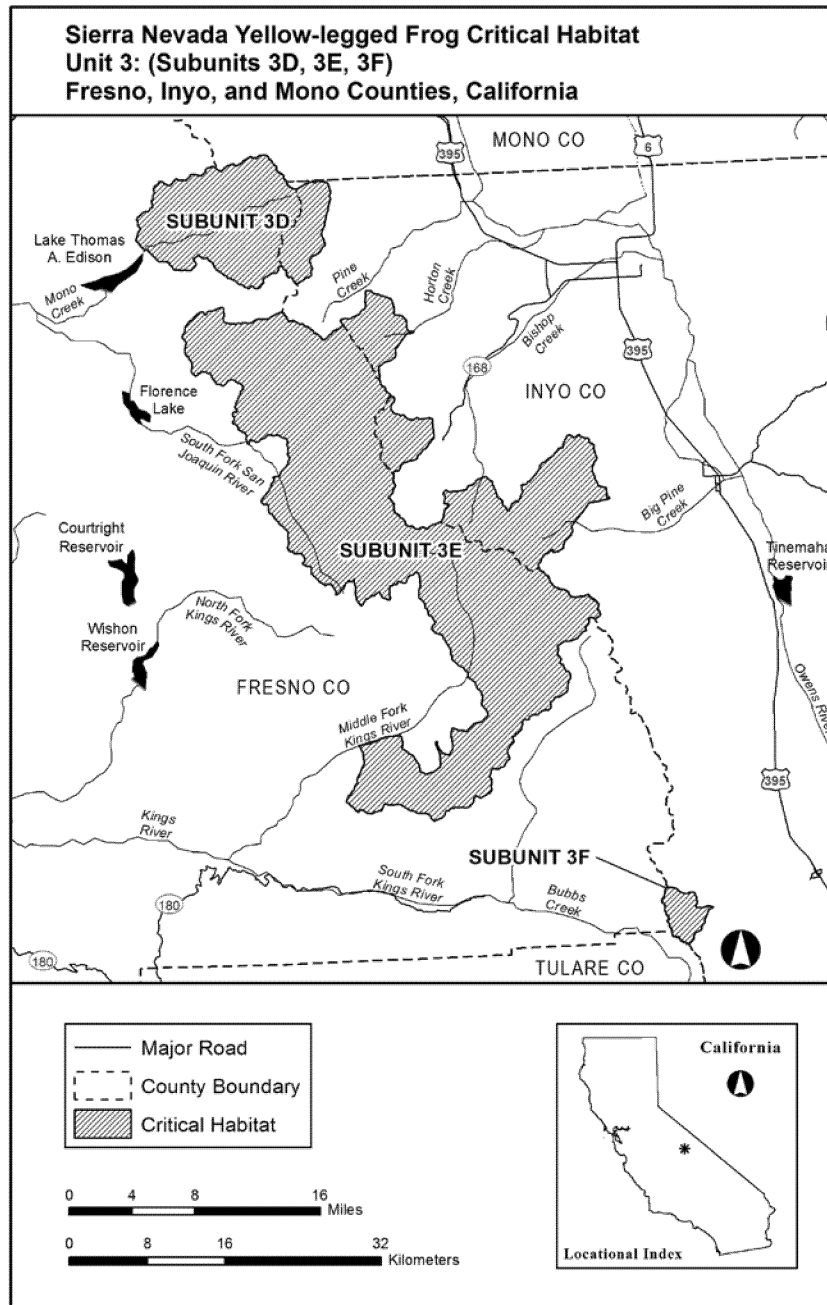 Sierra Nevada Yellow-legged Frog Critical Habitat
Unit 3: (Subunits 3D, 3E, 3F)
Fresno, Inyo, and Mono Counties, California
MONO CO
395
6
SUBUNIT 3D
Lake Thomas
A. Edison
Mono
Creek
Pine
Creek
Horton
Creek
Bishop
Creek
168
395
INYO CO
Florence
Lake
South Fork San
Joaquin River
Big Pine
Creek
Courtright
Reservoir
SUBUNIT 3E
Tinemaha
Reservoir
North Fork
Kings River
Wishon
Reservoir
FRESNO CO
Owens River
Middle Fork
Kings River
395
Kings
River
SUBUNIT 3F
South Fork
Kings River
Bubbs
Creek
180
180
TULARE CO
Major Road
County Boundary
Critical Habitat
California
0 4 8 16
Miles
0 8 16 32
Kilometers
Locational Index